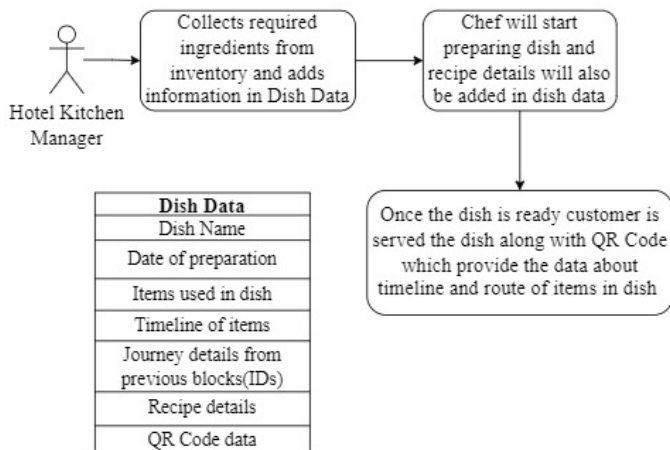 Hotel Kitchen
Manager
Collects required
ingredients from
inventory and adds
information in Dish Data
Chef will start
preparing dish and
recipe details will also
be added in dish data
Once the dish is ready customer is
served the dish along with QR Code
which provide the data about
timeline and route of items in dish
Dish Data
Dish Name
Date of preparation
Items used in dish
Timeline of items
Journey details from
previous blocks(IDs)
Recipe details
QR Code data